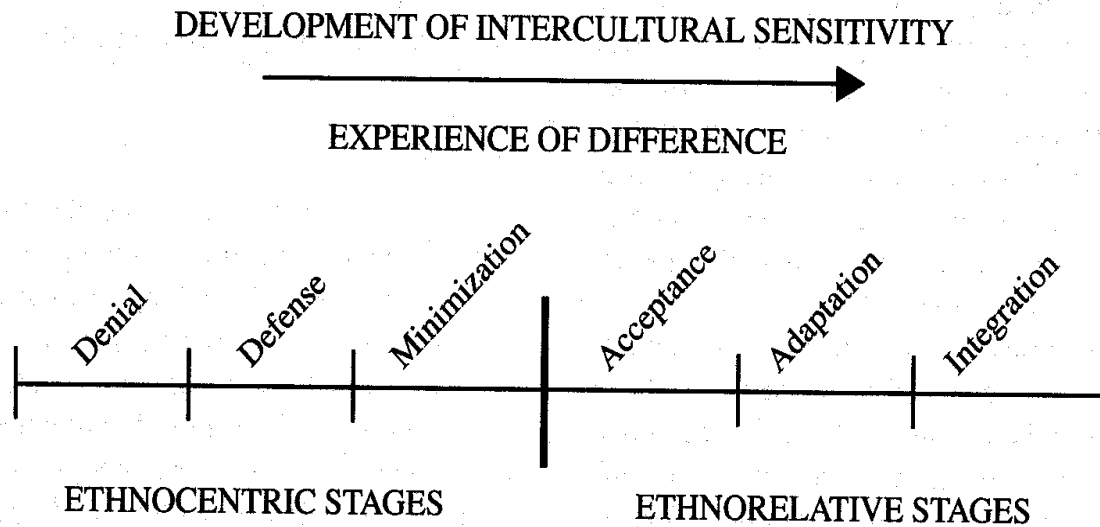 DEVELOPMENT OF INTERCULTURAL SENSITIVITY
EXPERIENCE OF DIFFERENCE
Denial
Defense
Minimization
Acceptance
Adaptation
Integration
ETHNOCENTRIC STAGES
ETHNORELATIVE STAGES